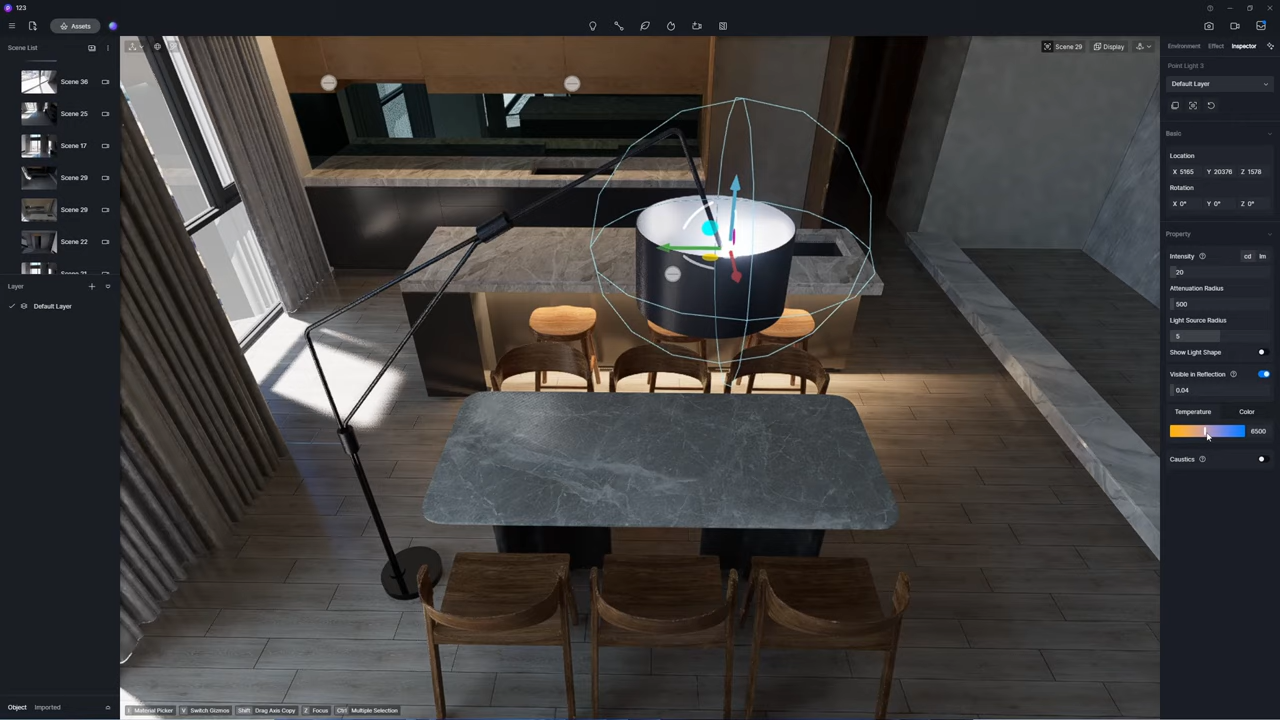 123
Assets
Scene List
Scene 36
Scene 25
Scene 17
Scene 29
Scene 29
Scene 22
Layer
Default Layer
Object Imported
Scene 29 Display
Material Picker V Switch Gizmos Shift Drag Axis Copy Z Focus Ctrl Multiple Selection
Environment Effect Inspector
Point Light 3
Default Layer
Basic
Location
X 5165 Y 20376 Z 1578
Rotation
X 0° Y 0° Z 0°
Property
Intensity cd lm
20
Attenuation Radius
500
Light Source Radius
5
Show Light Shape
Visible in Reflection
0.04
Temperature Color
6500
Caustics